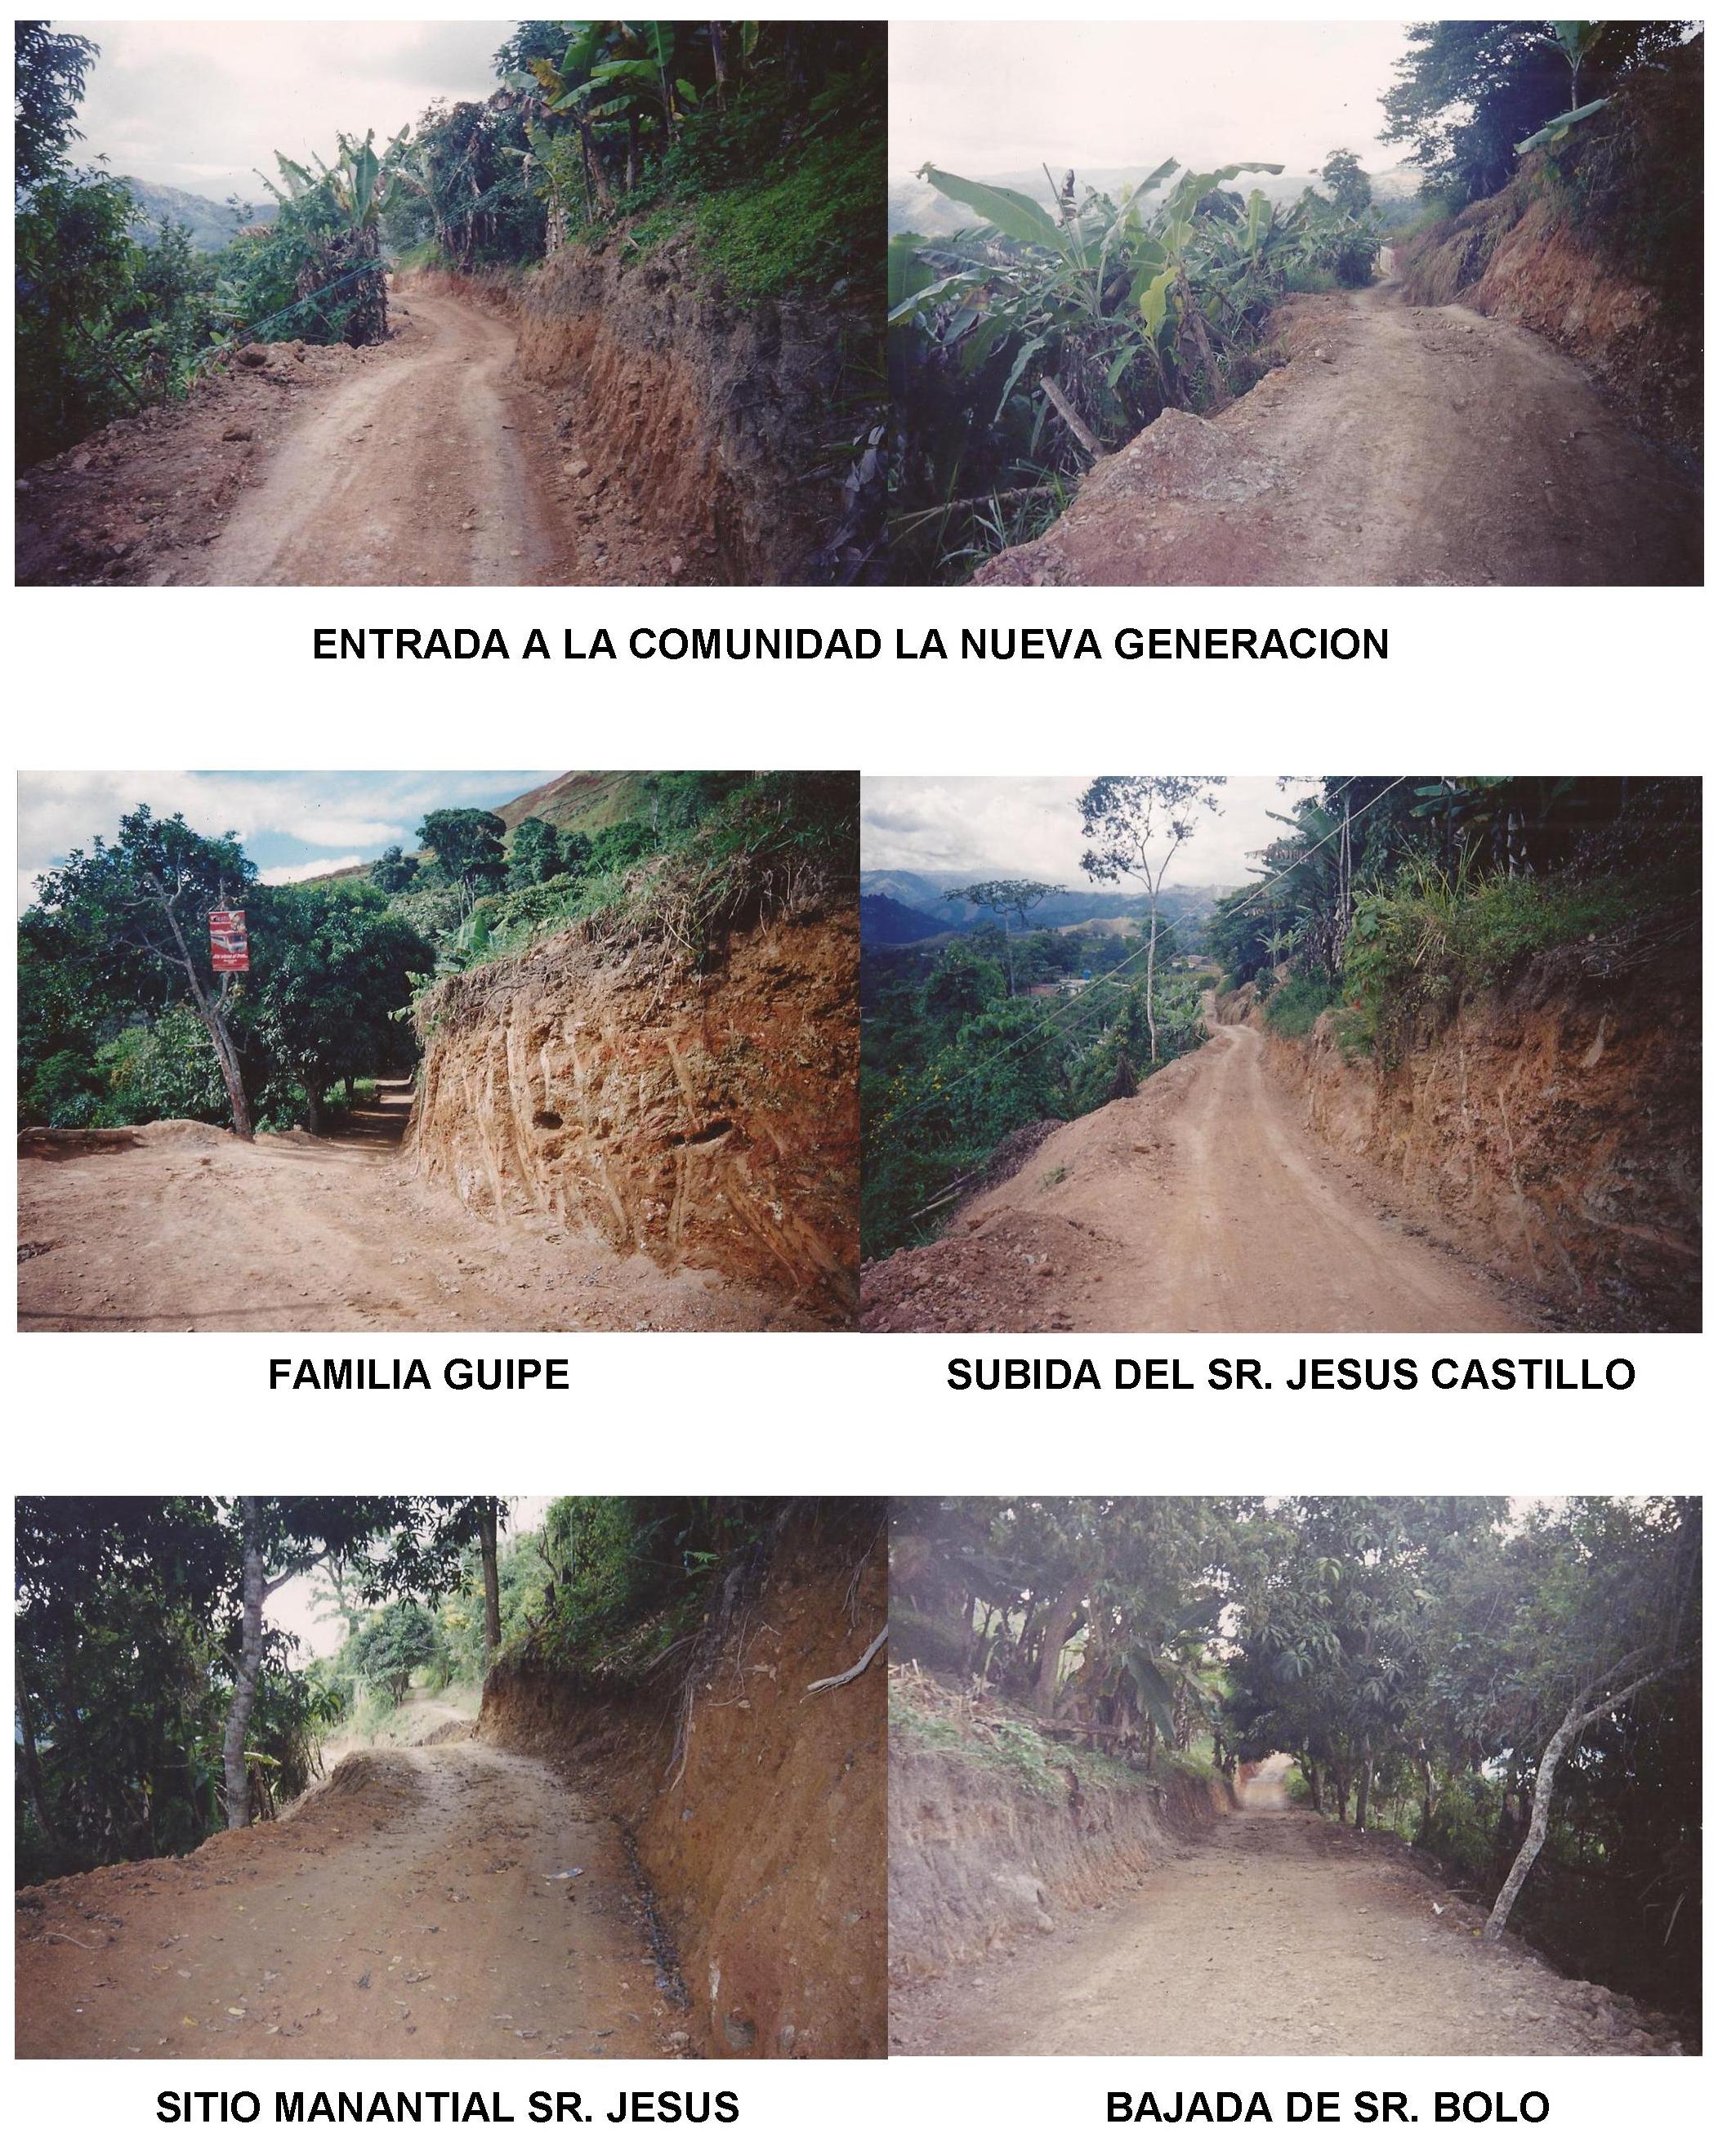 ENTRADA A LA COMUNIDAD LA NUEVA GENERACION
FAMILIA GUIPE
SUBIDA DEL SR. JESUS CASTILLO
SITIO MANANTIAL SR. JESUS
BAJADA DE SR. BOLO